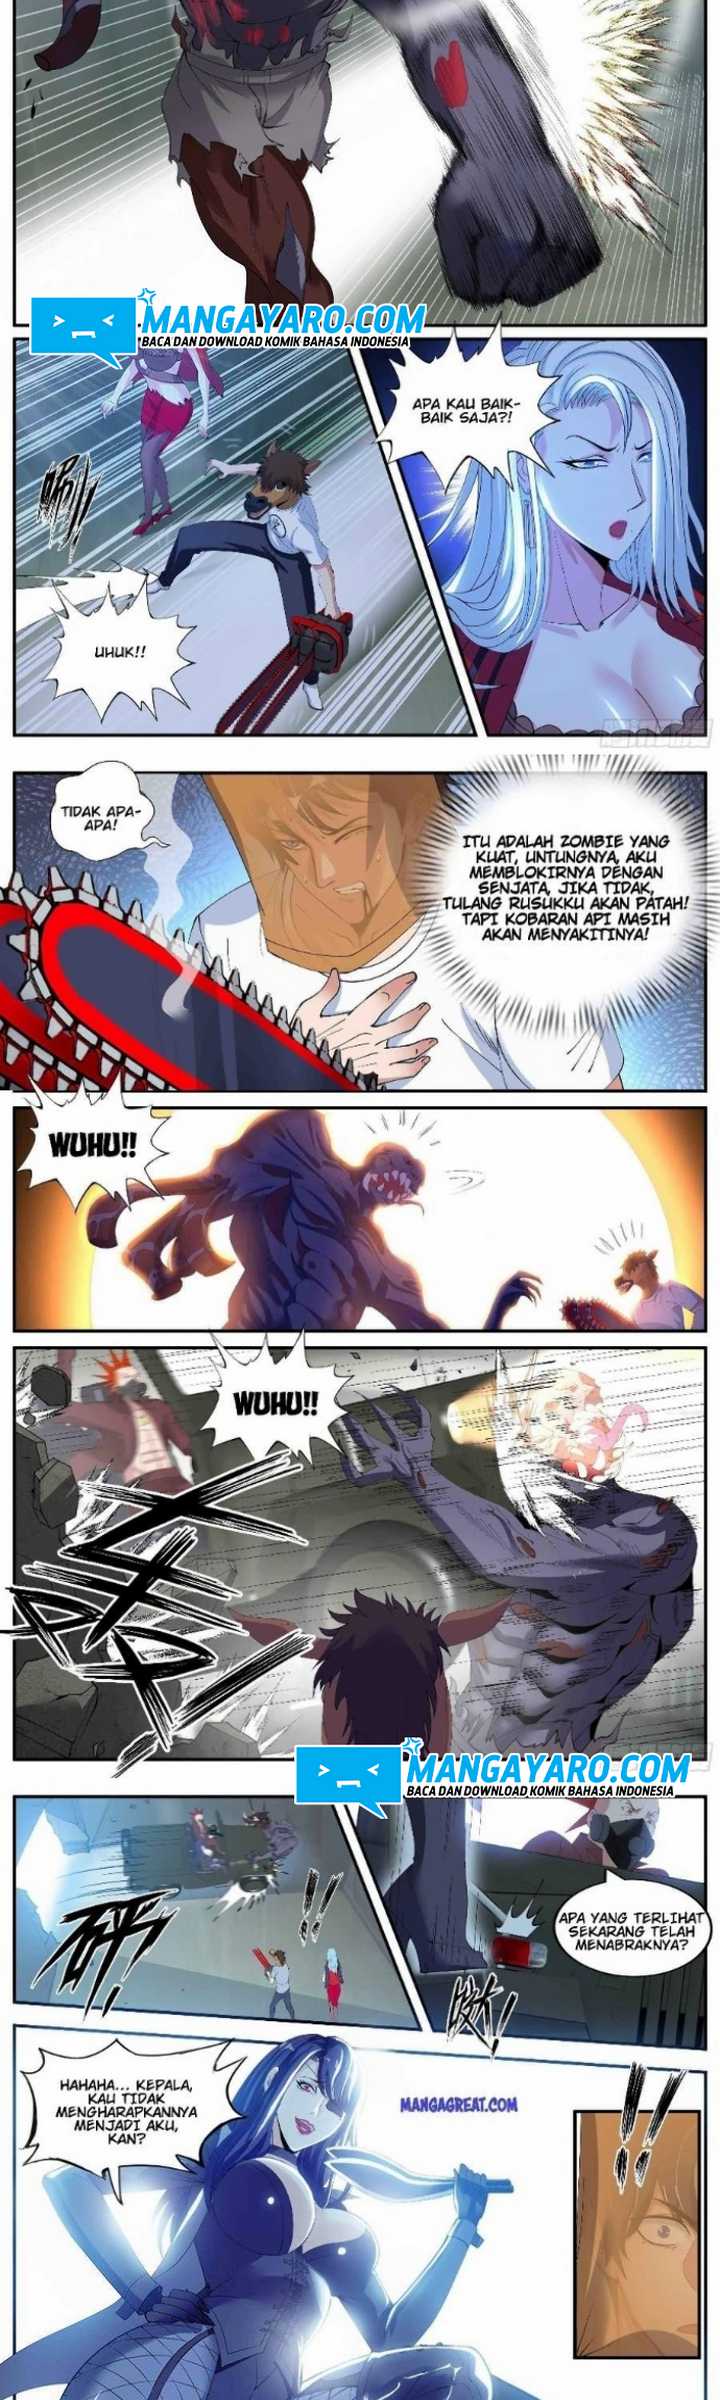 MANGAYARO.COM
BACA DAN DOWNLOAD KOMIK BAHASA INDONESIA
APA KAU BAIK-
BAIK SAJA?!
UHUK!!
TIDAK APA-
APA!
ITU ADALAH ZOMBIE YANG
KUAT, UNTUNGNYA, AKU
MEMBLOKIRNYA DENGAN
SENJATA, JIKA TIDAK,
TULANG RUSUKKU AKAN PATAH!
TAPI KOBARAN API MASIH
AKAN MENYAKITINYA!
WUHU!!
WUHU!!
MANGAYARO.COM
BACA DAN DOWNLOAD KOMIK BAHASA INDONESIA
APA YANG TERLIHAT
SEKARANG TELAH
MENABRAKNYA?
HAHAHA... KEPALA,
KAU TIDAK
MENGHARAPKANNYA
MENJADI AKU,
KAN?
MANGAGREAT.COM